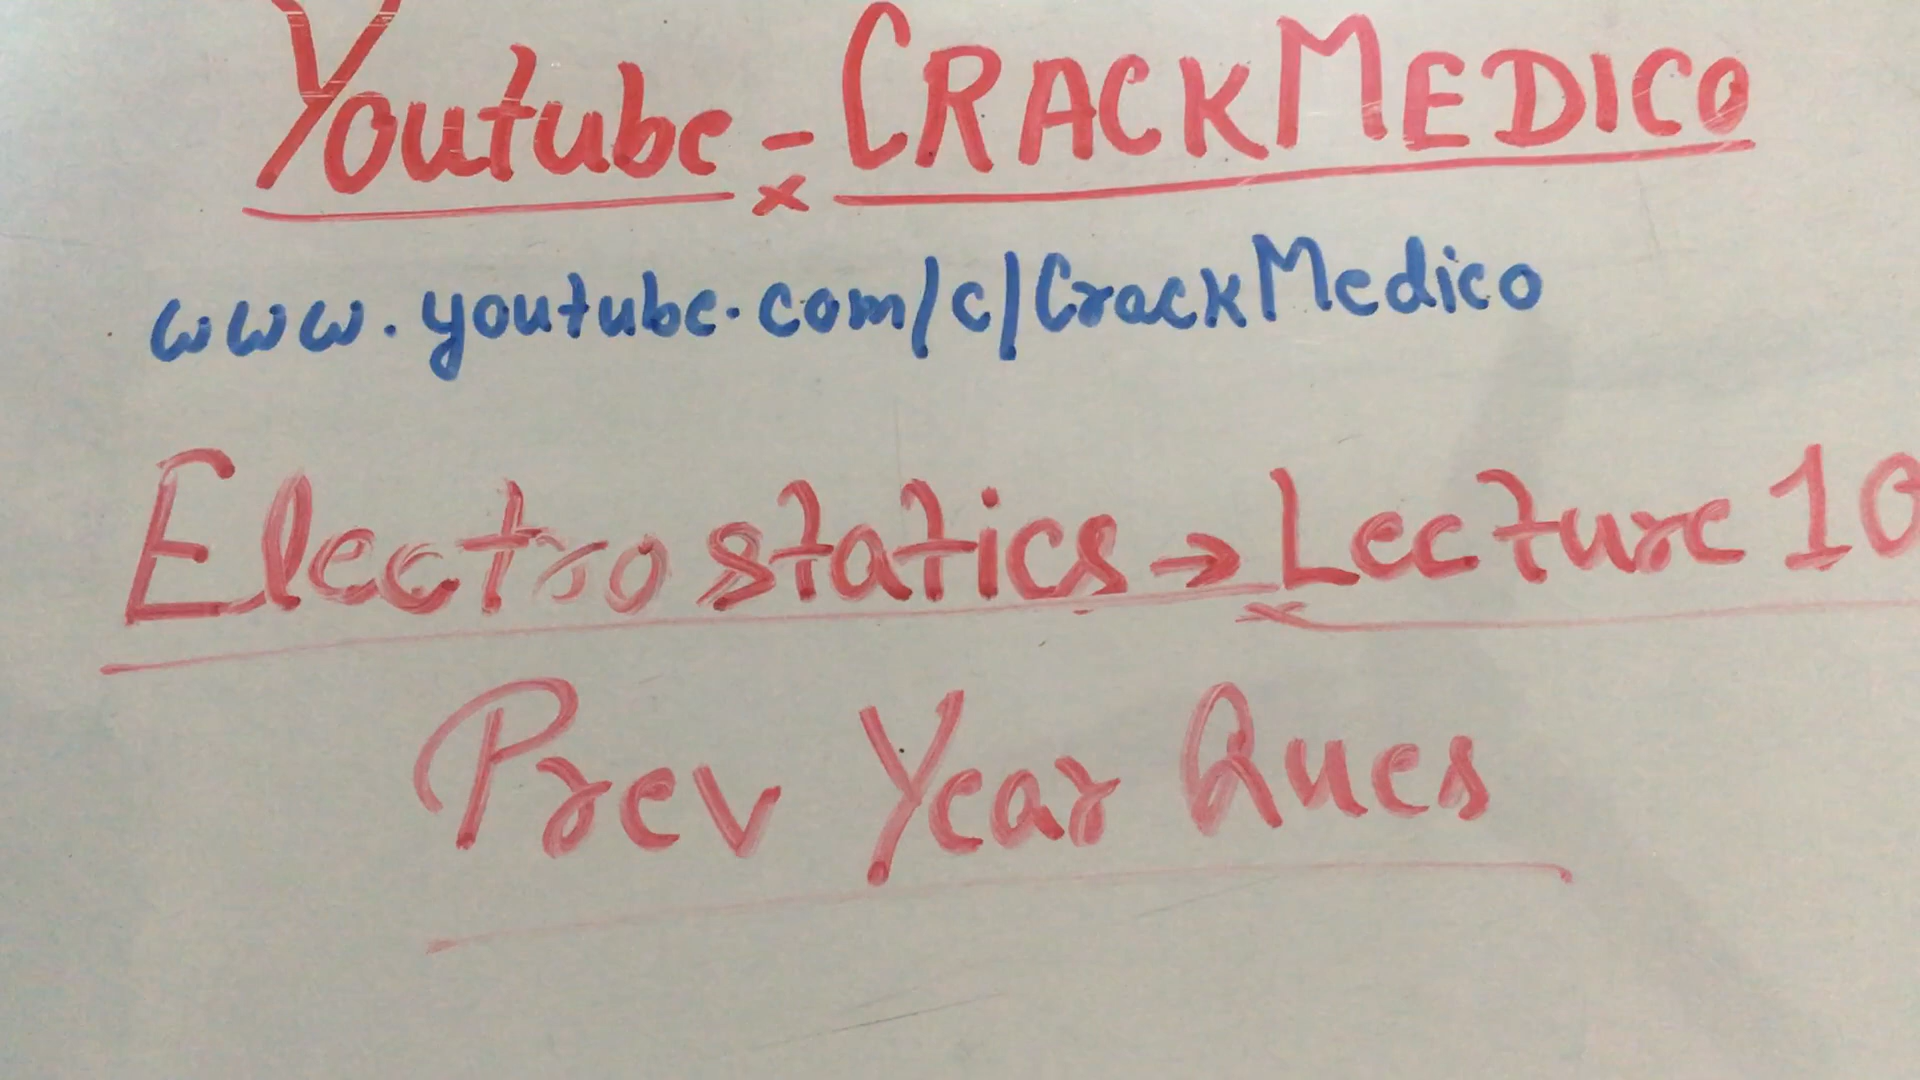 Youtube - CRACKMEDICO
www.youtube.com/c/CrackMedico
Electrostatics → Lecture 10
Prev Year Ques